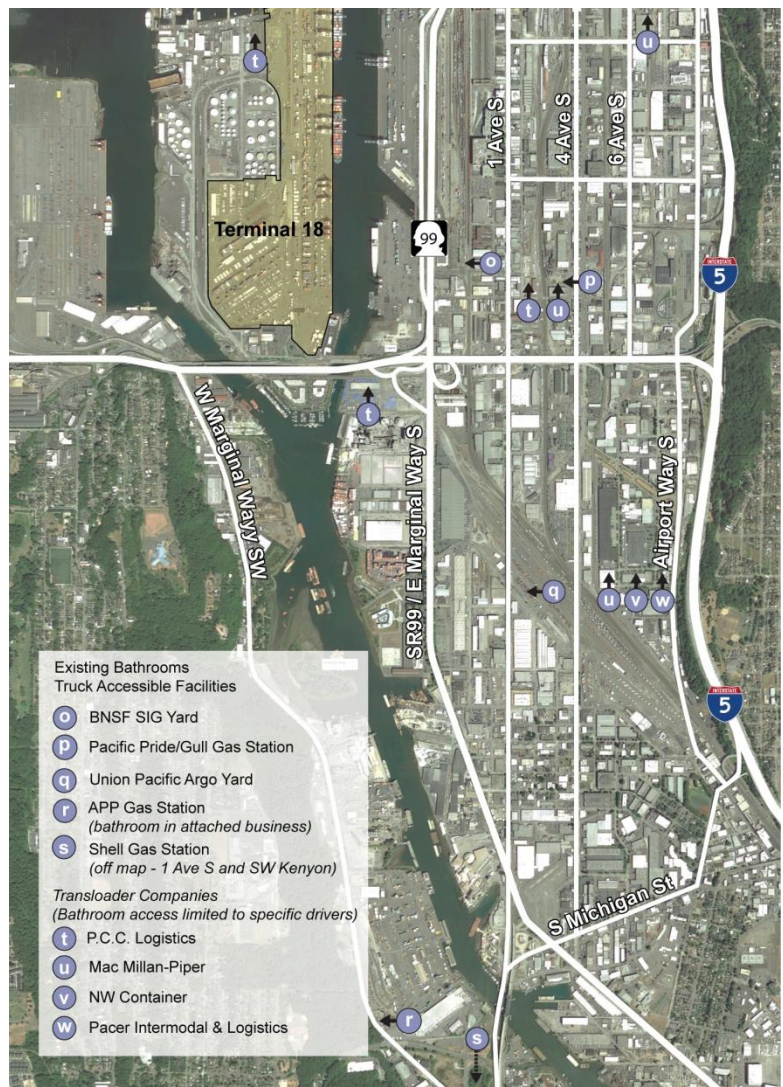 t
u
1 Ave S
4 Ave S
6 Ave S
Terminal 18
99
o
INTERSTATE
5
p
t
u
t
W Marginal Wayy SW
SR99 / E Marginal Way S
Airport Way S
q
u
v
w
INTERSTATE
5
Existing Bathrooms
Truck Accessible Facilities
o BNSF SIG Yard
p Pacific Pride/Gull Gas Station
q Union Pacific Argo Yard
r APP Gas Station
(bathroom in attached business)
s Shell Gas Station
(off map - 1 Ave S and SW Kenyon)
Transloader Companies
(Bathroom access limited to specific drivers)
t P.C.C. Logistics
u Mac Millan-Piper
v NW Container
w Pacer Intermodal & Logistics
S Michigan St
r
s